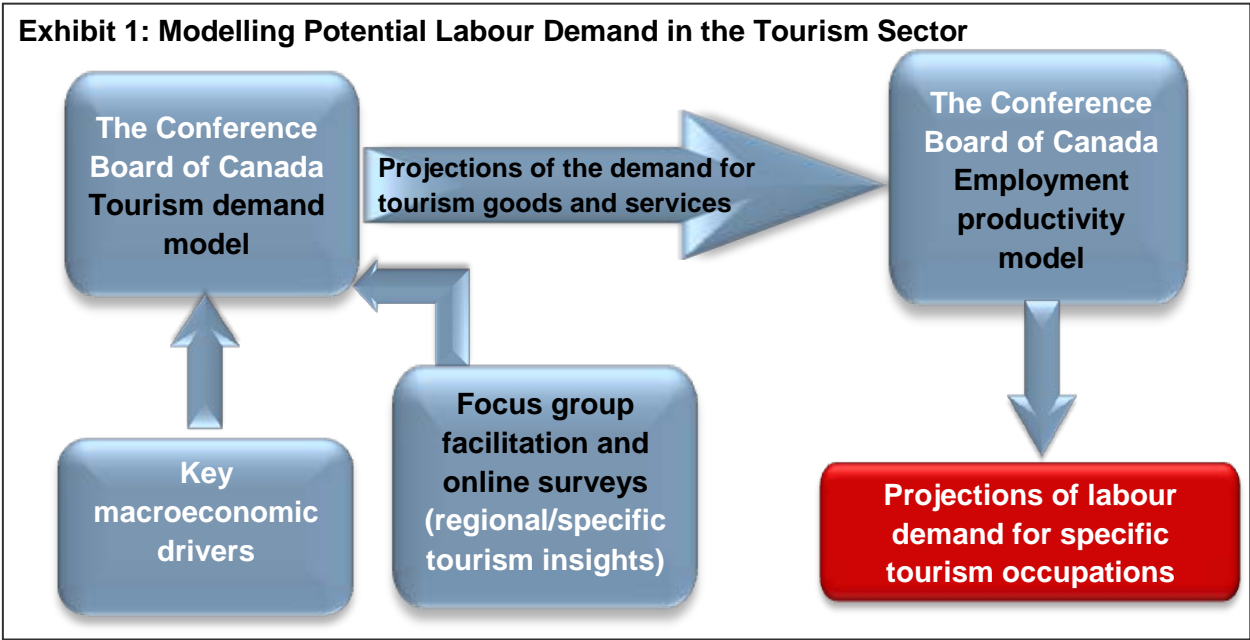 Exhibit 1: Modelling Potential Labour Demand in the Tourism Sector
The Conference
Board of Canada
Tourism demand
model
Projections of the demand for
tourism goods and services
The Conference
Board of Canada
Employment
productivity
model
Key
macroeconomic
drivers
Focus group
facilitation and
online surveys
(regional/specific
tourism insights)
Projections of labour
demand for specific
tourism occupations